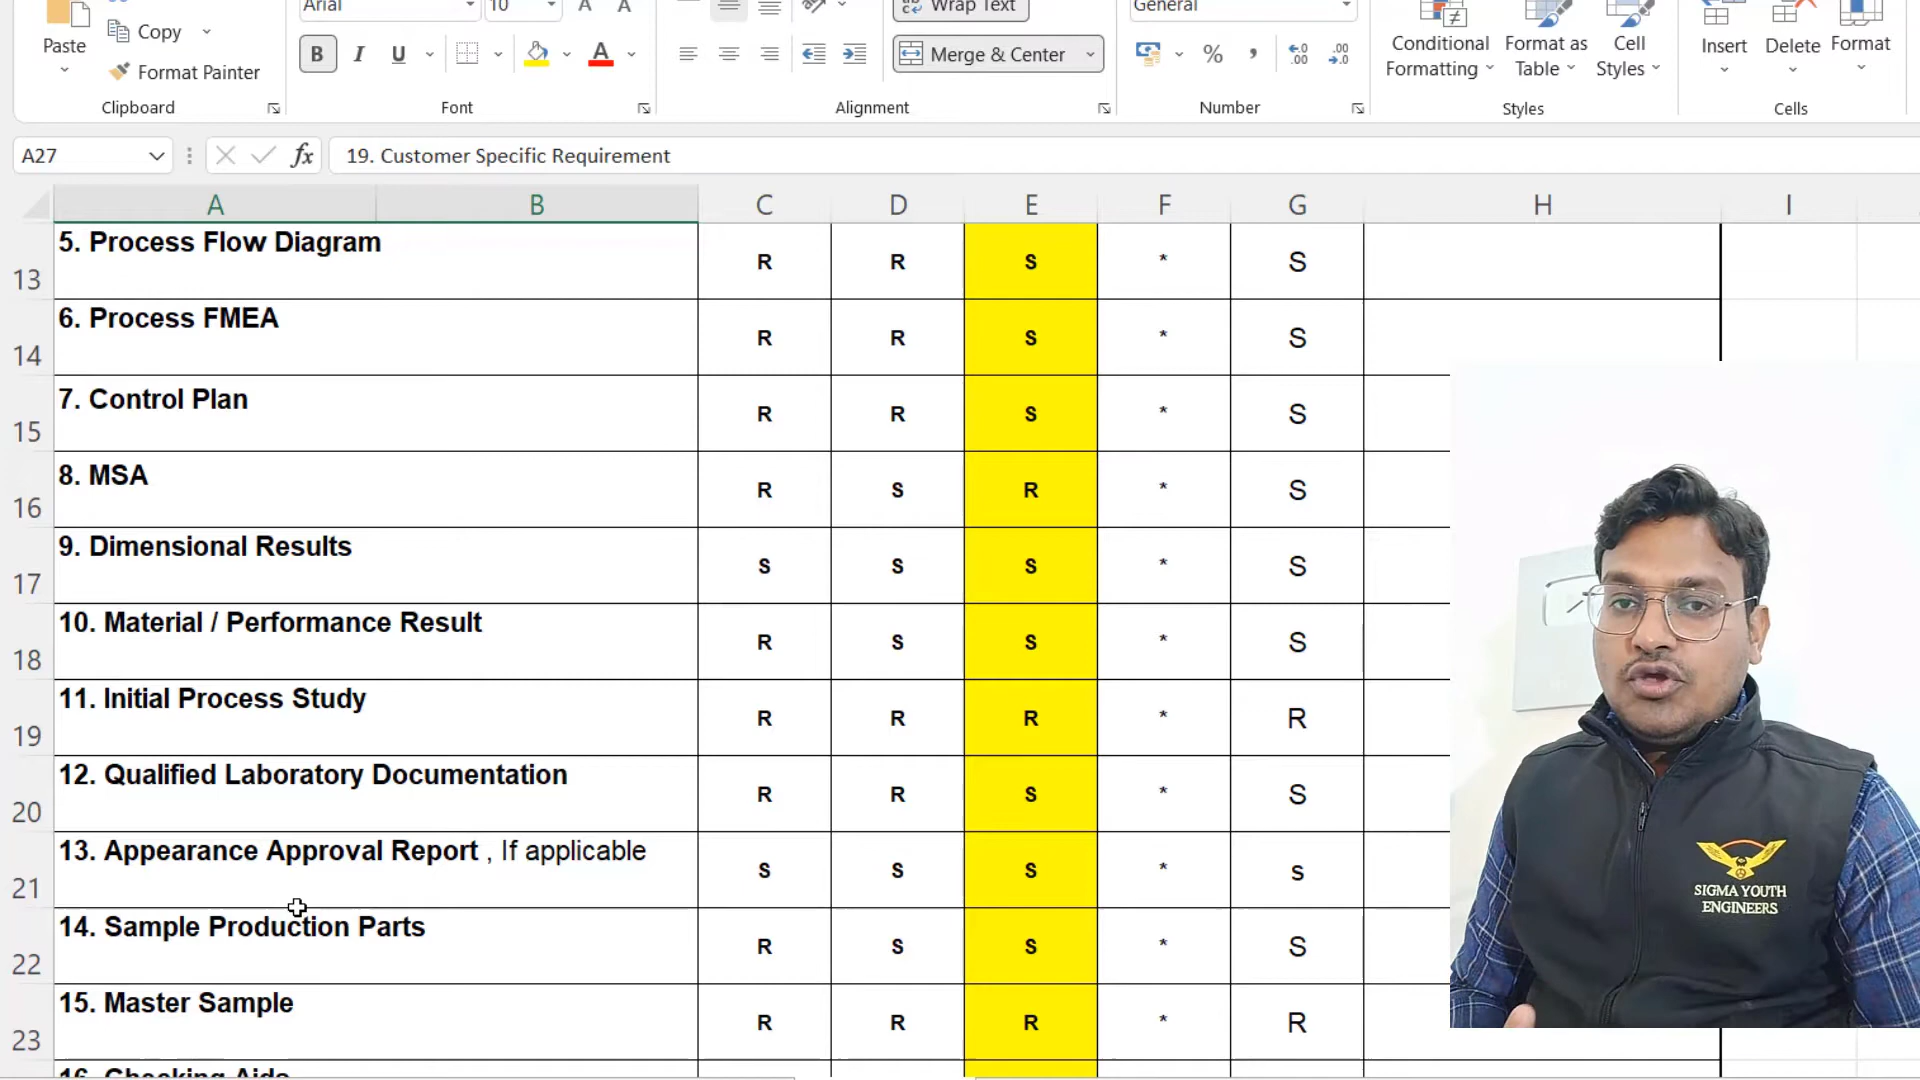 Arial
10
Wrap Text
General
Paste
Copy
Format Painter
B
I
U
A
Merge & Center
%
Conditional
Formatting
Format as
Table
Cell
Styles
Insert
Delete
Format
Clipboard
Font
Alignment
Number
Styles
Cells
A27
fx
19. Customer Specific Requirement
A B C D E F G H I
13 5. Process Flow Diagram R R S * S
14 6. Process FMEA R R S * S
15 7. Control Plan R R S * S
16 8. MSA R S R * S
17 9. Dimensional Results S S S * S
18 10. Material / Performance Result R S S * S
19 11. Initial Process Study R R R * R
20 12. Qualified Laboratory Documentation R R S * S
21 13. Appearance Approval Report , If applicable S S S * s
22 14. Sample Production Parts R S S * S
23 15. Master Sample R R R * R
16. Checking Aids
SIGMA YOUTH
ENGINEERS